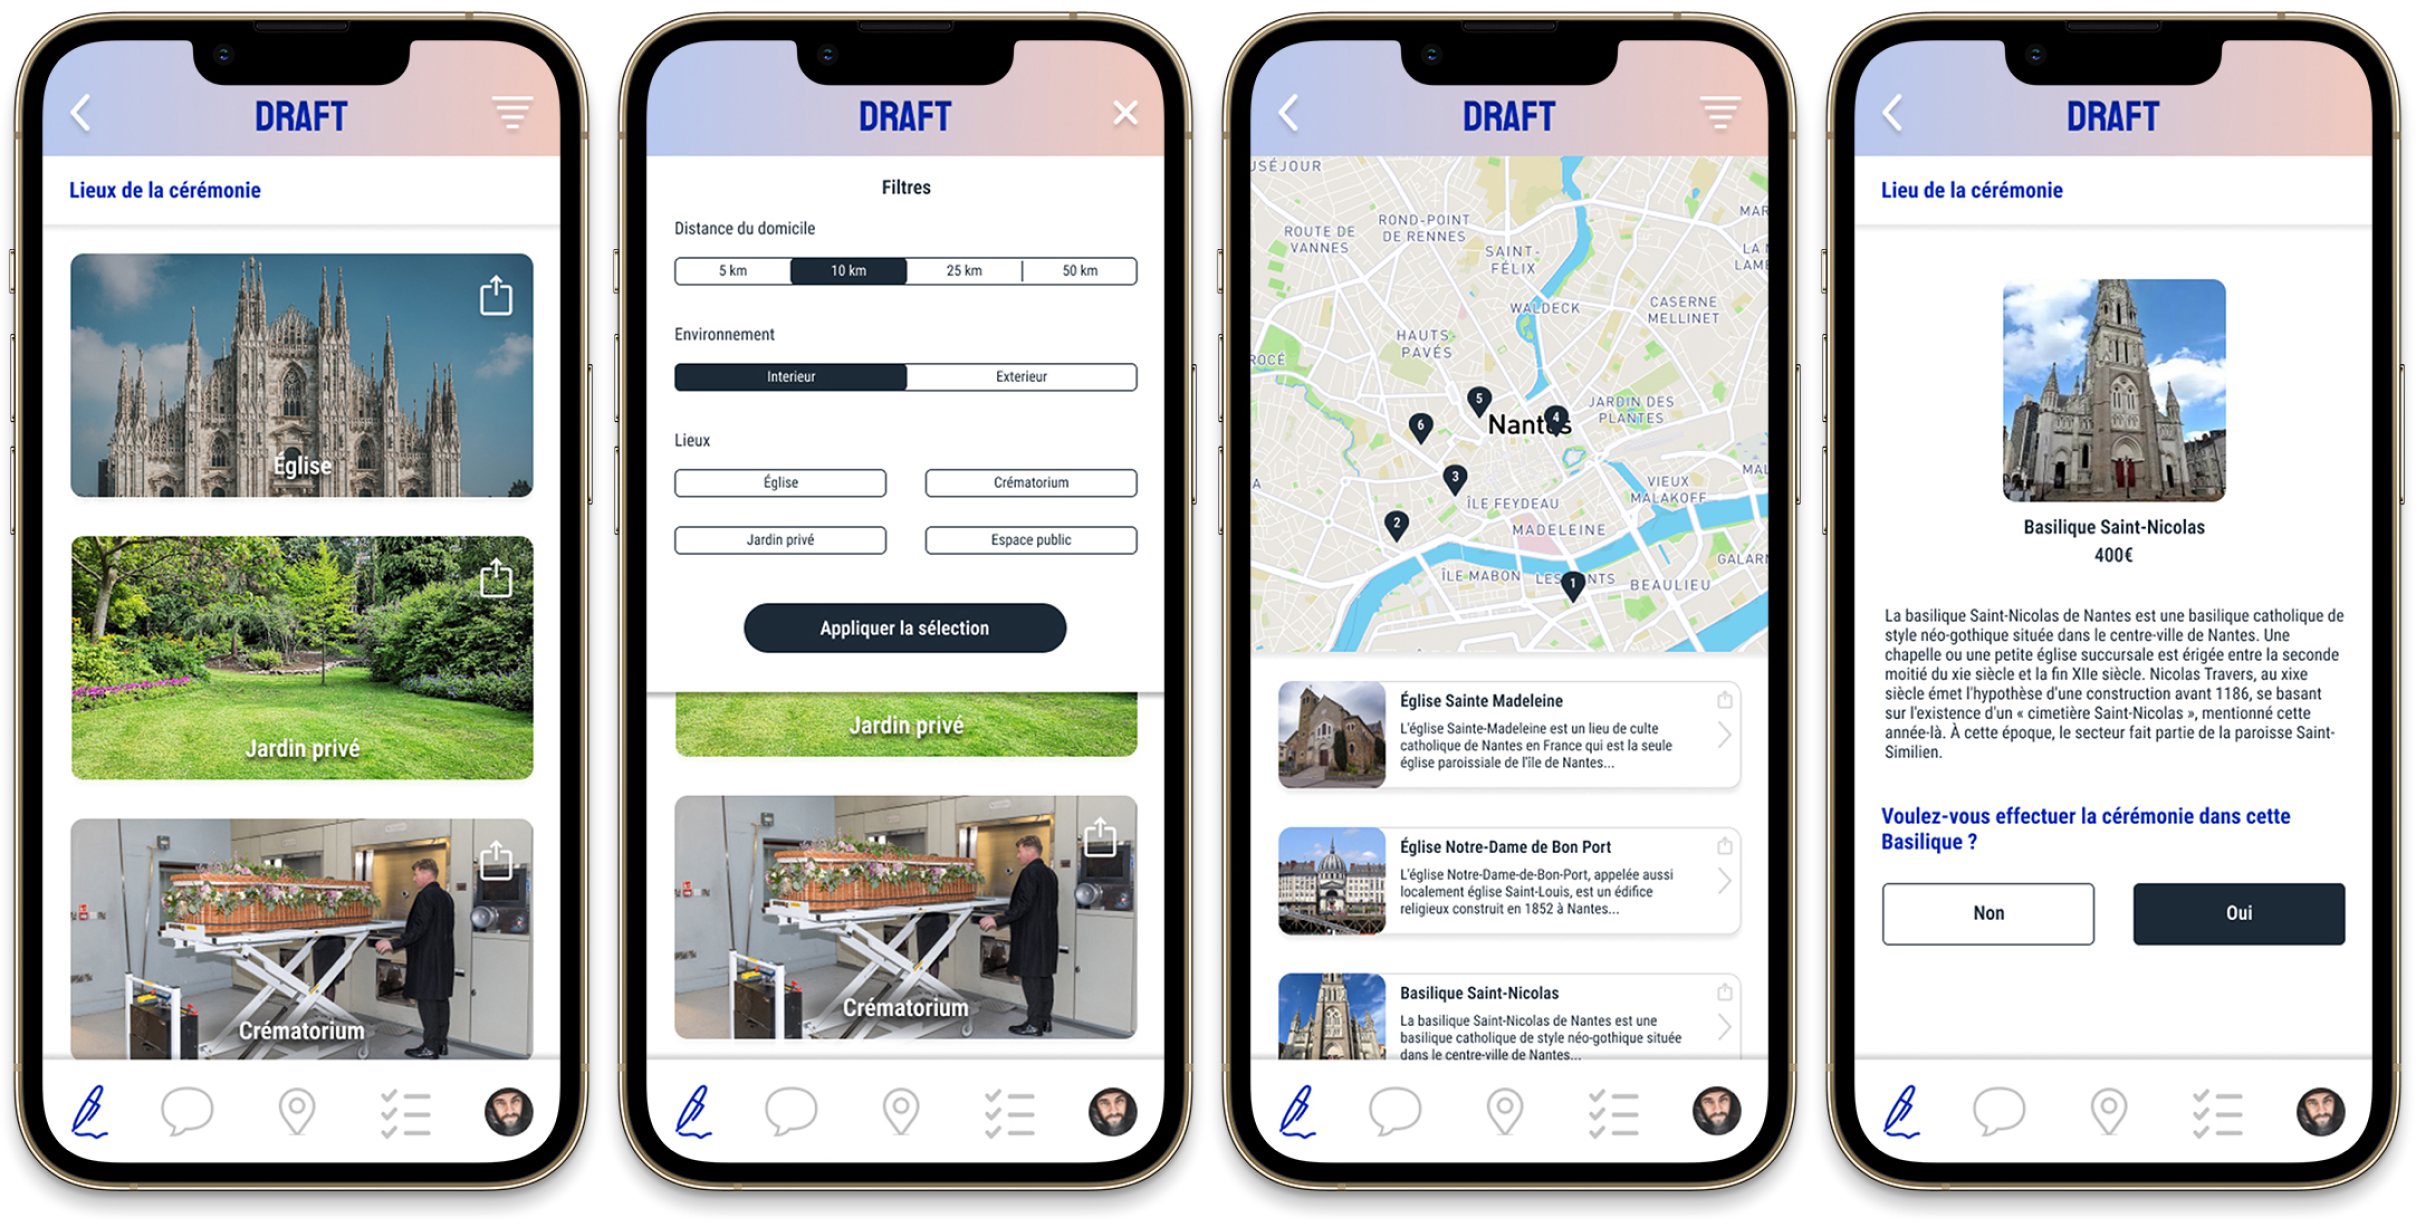 DRAFT
Lieux de la cérémonie
Église
Jardin privé
Crématorium
DRAFT
Filtres
Distance du domicile
5 km 10 km 25 km 50 km
Environnement
Interieur Exterieur
Lieux
Église Crématorium
Jardin privé Espace public
Appliquer la sélection
Jardin privé
Crématorium
DRAFT
ROND-POINT
DE RENNES
ROUTE DE
VANNES
SAINT-
FÉLIX
WALDECK
CASERNE
MELLINET
HAUTS-
PAVÉS
JARDIN DES
PLANTES
5
4
6
Nantes
3
ÎLE FEYDEAU
VIEUX
MALAKOFF
2
MADELEINE
ÎLE MABON
1
BEAULIEU
Église Sainte Madeleine
L'église Sainte-Madeleine est un lieu de culte
catholique de Nantes en France qui est la seule
église paroissiale de l'île de Nantes...
Église Notre-Dame de Bon Port
L'église Notre-Dame-de-Bon-Port, appelée aussi
localement église Saint-Louis, est un édifice
religieux construit en 1852 à Nantes...
Basilique Saint-Nicolas
La basilique Saint-Nicolas de Nantes est une
basilique catholique de style néo-gothique située
dans le centre-ville de Nantes...
DRAFT
Lieu de la cérémonie
Basilique Saint-Nicolas
400€
La basilique Saint-Nicolas de Nantes est une basilique catholique de
style néo-gothique située dans le centre-ville de Nantes. Une
chapelle ou une petite église succursale est érigée entre la seconde
moitié du xie siècle et la fin XIIe siècle. Nicolas Travers, au xixe
siècle émet l'hypothèse d'une construction avant 1186, se basant
sur l'existence d'un « cimetière Saint-Nicolas », mentionné cette
année-là. À cette époque, le secteur fait partie de la paroisse Saint-
Similien.
Voulez-vous effectuer la cérémonie dans cette
Basilique ?
Non Oui